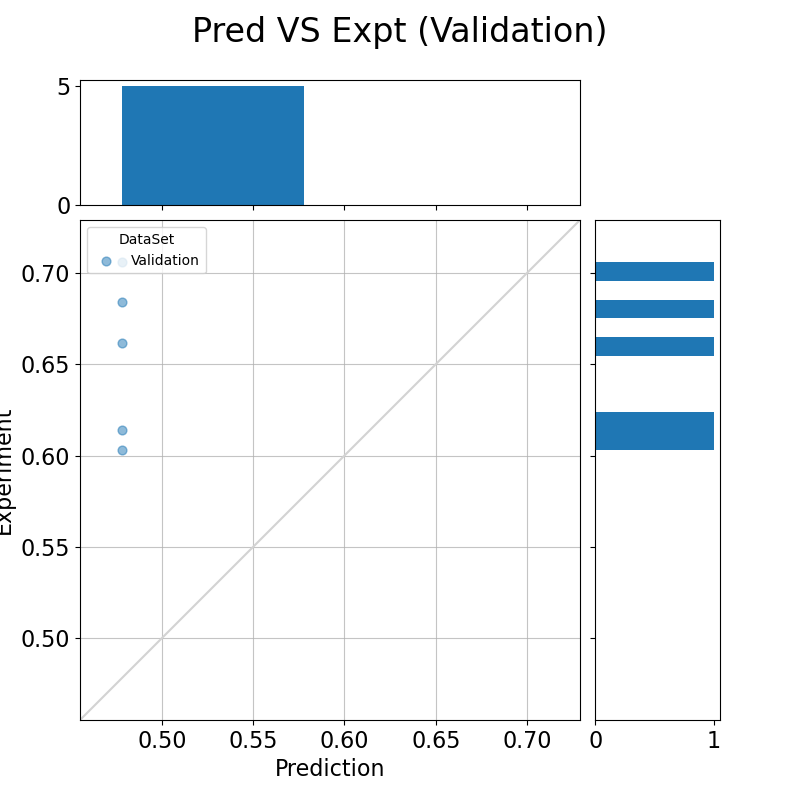 Pred VS Expt (Validation)
5
0
DataSet
Validation
0.70
0.65
0.60
0.55
0.50
Experiment
0.50 0.55 0.60 0.65 0.70
Prediction
0 1